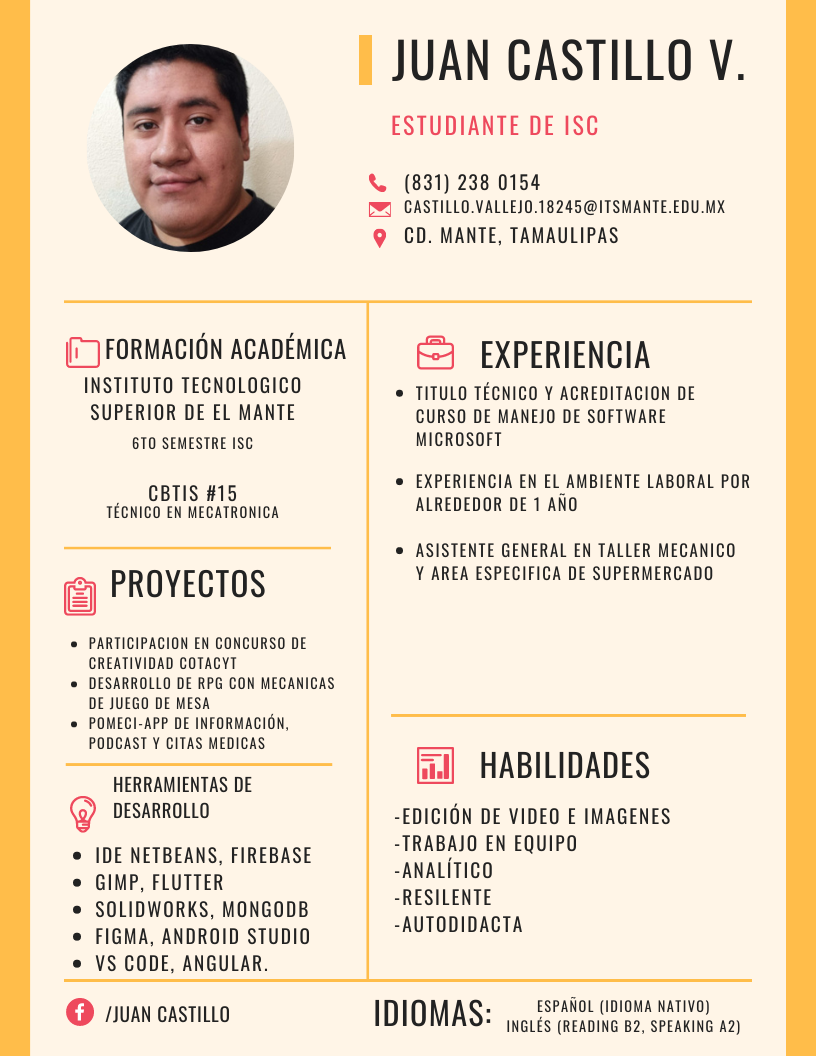 JUAN CASTILLO V.
ESTUDIANTE DE ISC
(831) 238 0154
CASTILLO.VALLEJO.18245@ITSMANTE.EDU.MX
CD. MANTE, TAMAULIPAS
FORMACIÓN ACADÉMICA
INSTITUTO TECNOLOGICO
SUPERIOR DE EL MANTE
6TO SEMESTRE ISC
CBTIS #15
TÉCNICO EN MECATRONICA
PROYECTOS
PARTICIPACION EN CONCURSO DE
CREATIVIDAD COTACYT
DESARROLLO DE RPG CON MECANICAS
DE JUEGO DE MESA
POMECI-APP DE INFORMACIÓN,
PODCAST Y CITAS MEDICAS
HERRAMIENTAS DE
DESARROLLO
IDE NETBEANS, FIREBASE
GIMP, FLUTTER
SOLIDWORKS, MONGODB
FIGMA, ANDROID STUDIO
VS CODE, ANGULAR.
/JUAN CASTILLO
EXPERIENCIA
TITULO TÉCNICO Y ACREDITACION DE
CURSO DE MANEJO DE SOFTWARE
MICROSOFT
EXPERIENCIA EN EL AMBIENTE LABORAL POR
ALREDEDOR DE 1 AÑO
ASISTENTE GENERAL EN TALLER MECANICO
Y AREA ESPECIFICA DE SUPERMERCADO
HABILIDADES
-EDICIÓN DE VIDEO E IMAGENES
-TRABAJO EN EQUIPO
-ANALÍTICO
-RESILENTE
-AUTODIDACTA
IDIOMAS:
ESPAÑOL (IDIOMA NATIVO)
INGLÉS (READING B2, SPEAKING A2)